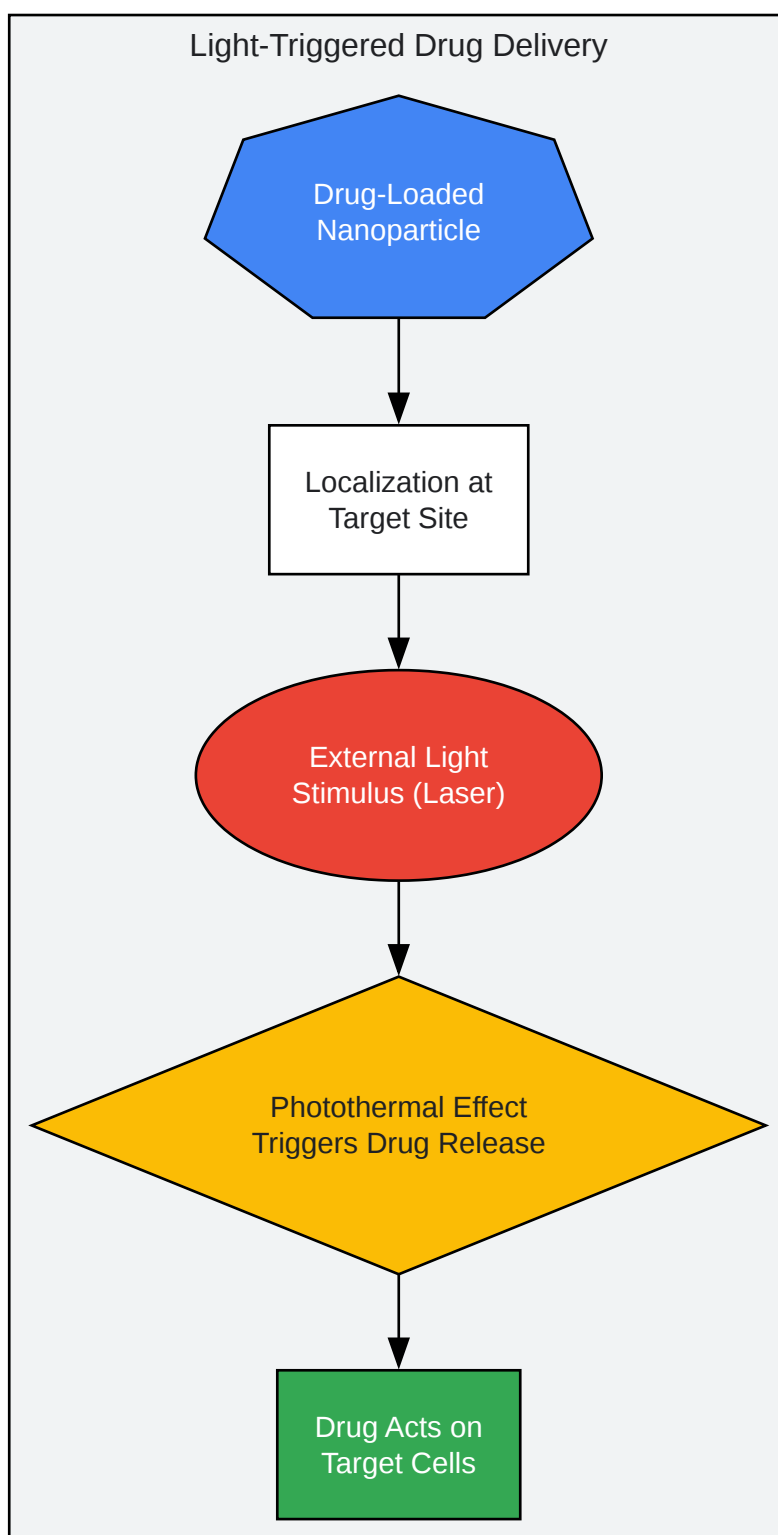 Light-Triggered Drug Delivery
Drug-Loaded
Nanoparticle
Localization at
Target Site
External Light
Stimulus (Laser)
Photothermal Effect
Triggers Drug Release
Drug Acts on
Target Cells